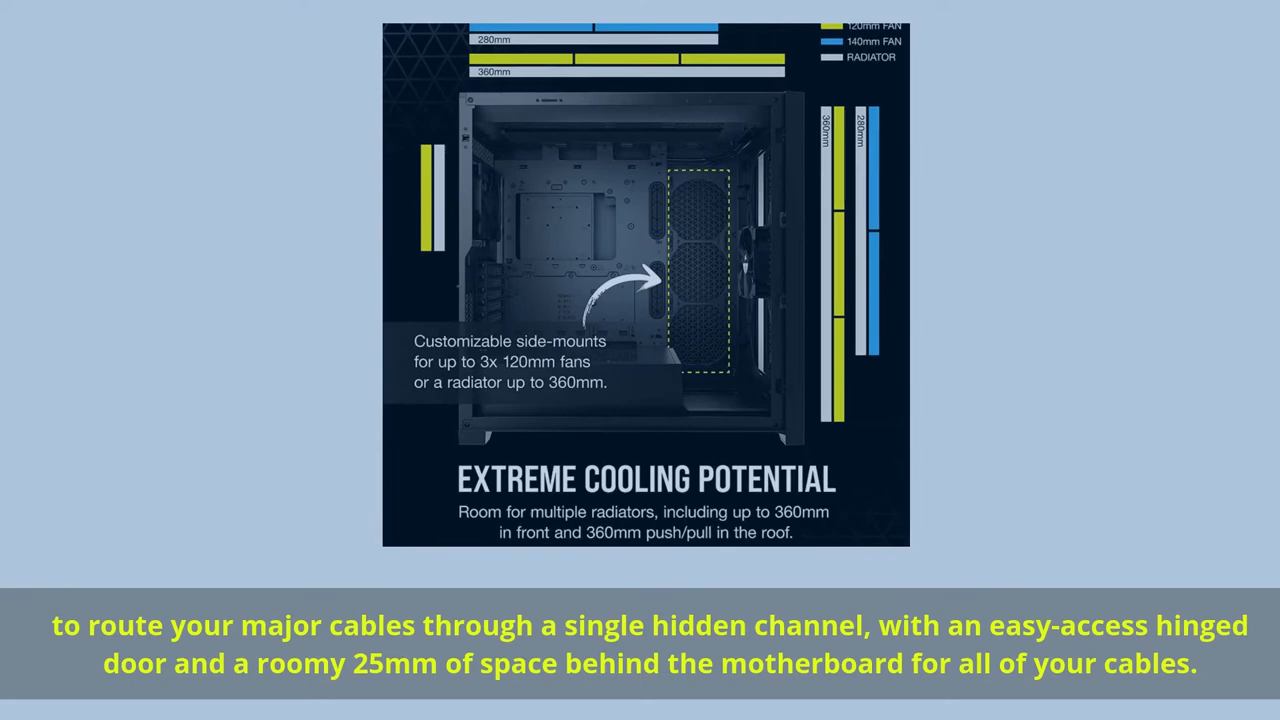 120mm FAN
280mm
140mm FAN
RADIATOR
360mm
360mm
280mm
Customizable side-mounts
for up to 3x 120mm fans
or a radiator up to 360mm.
EXTREME COOLING POTENTIAL
Room for multiple radiators, including up to 360mm
in front and 360mm push/pull in the roof.
to route your major cables through a single hidden channel, with an easy-access hinged
door and a roomy 25mm of space behind the motherboard for all of your cables.